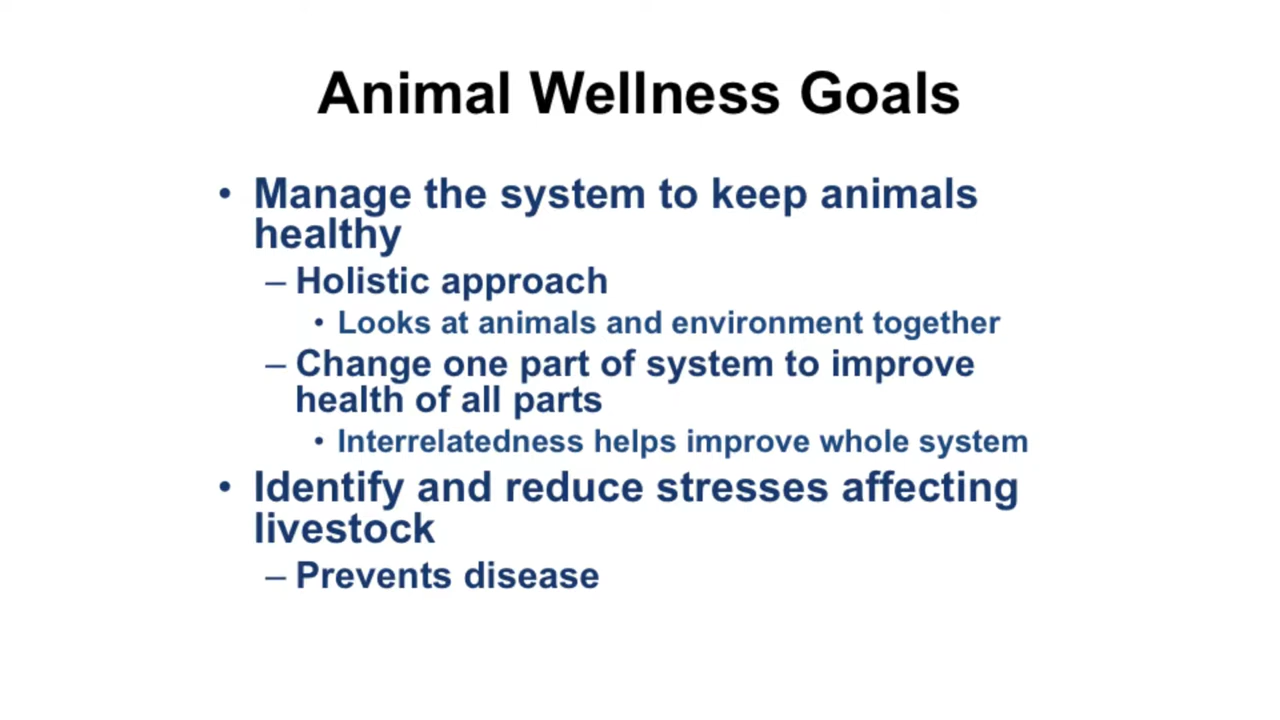 Animal Wellness Goals
• Manage the system to keep animals
healthy
– Holistic approach
• Looks at animals and environment together
– Change one part of system to improve
health of all parts
• Interrelatedness helps improve whole system
• Identify and reduce stresses affecting
livestock
– Prevents disease